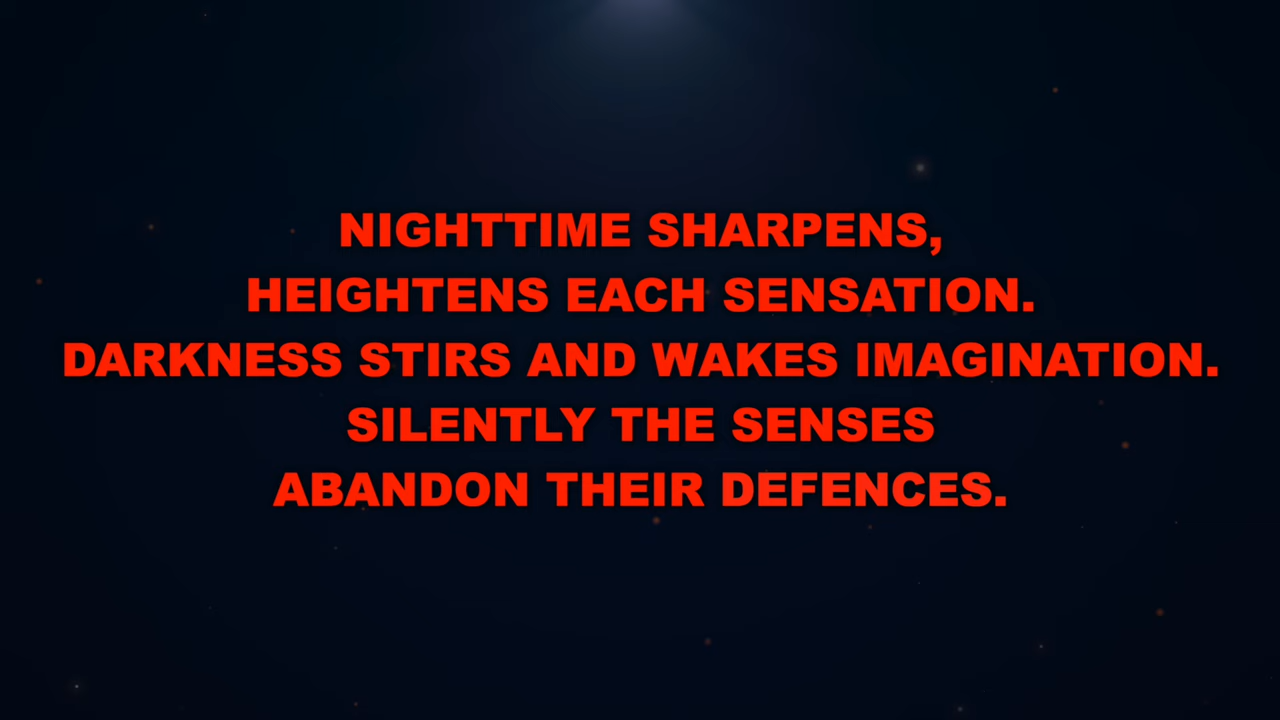 NIGHTTIME SHARPENS,
HEIGHTENS EACH SENSATION.
DARKNESS STIRS AND WAKES IMAGINATION.
SILENTLY THE SENSES
ABANDON THEIR DEFENCES.